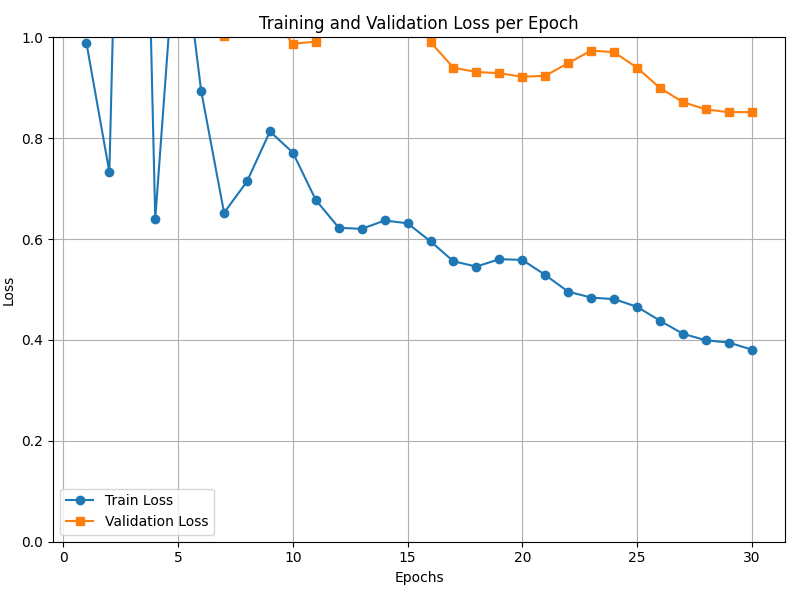 Training and Validation Loss per Epoch
1.0
0.8
0.6
0.4
0.2
0.0
Loss
Train Loss
Validation Loss
0 5 10 15 20 25 30
Epochs